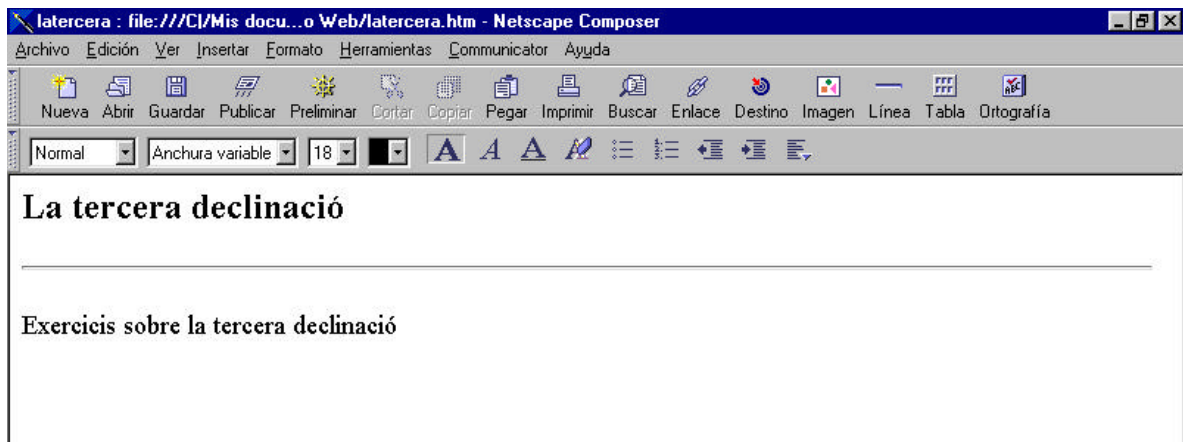 latercera : file:///C|/Mis docu...o Web/latercera.htm - Netscape Composer
Archivo Edición Ver Insertar Formato Herramientas Communicator Ayuda
Nueva Abrir Guardar Publicar Preliminar Cortar Copiar Pegar Imprimir Buscar Enlace Destino Imagen Línea Tabla Ortografía
Normal Anchura variable 18 A A A
La tercera declinació
Exercicis sobre la tercera declinació